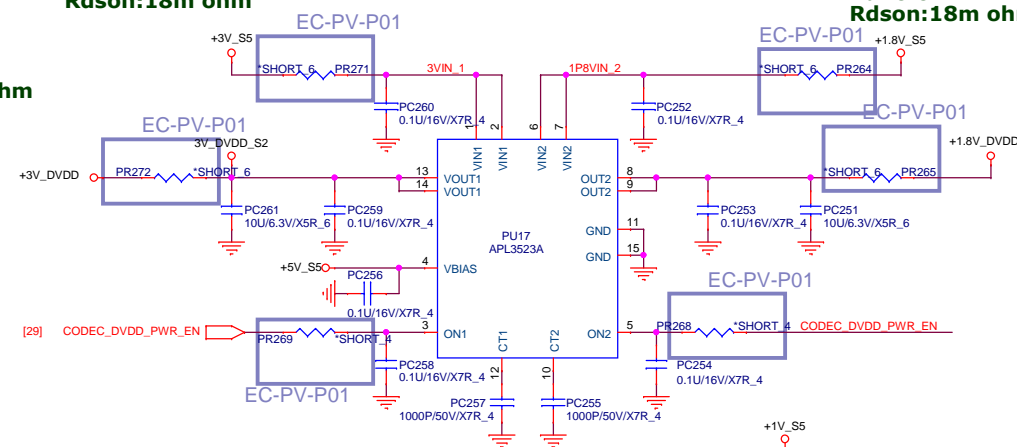 Rdson:18m ohm
Rdson:18m ohm
hm
EC-PV-P01
EC-PV-P01
+3V_S5
*SHORT_6
PR271
3VIN_1
1P8VIN_2
*SHORT_6
PR264
+1.8V_S5
PC260
0.1U/16V/X7R_4
PC252
0.1U/16V/X7R_4
EC-PV-P01
EC-PV-P01
1
2
6
7
VIN1
VIN1
VIN2
VIN2
3V_DVDD_S2
+1.8V_DVDD
+3V_DVDD
PR272
*SHORT_6
13
VOUT1
14
VOUT1
OUT2
8
OUT2
9
*SHORT_6
PR265
PC261
10U/6.3V/X5R_6
PC259
0.1U/16V/X7R_4
PC253
0.1U/16V/X7R_4
PC251
10U/6.3V/X5R_6
PU17
APL3523A
GND
11
GND
15
+5V_S5
4
VBIAS
PC256
0.1U/16V/X7R_4
EC-PV-P01
[29]
CODEC_DVDD_PWR_EN
PR269
*SHORT_4
3
ON1
ON2
5
PR268
*SHORT_4
CODEC_DVDD_PWR_EN
CT1
CT2
PC258
0.1U/16V/X7R_4
PC254
0.1U/16V/X7R_4
12
10
EC-PV-P01
PC257
1000P/50V/X7R_4
PC255
1000P/50V/X7R_4
+1V_S5